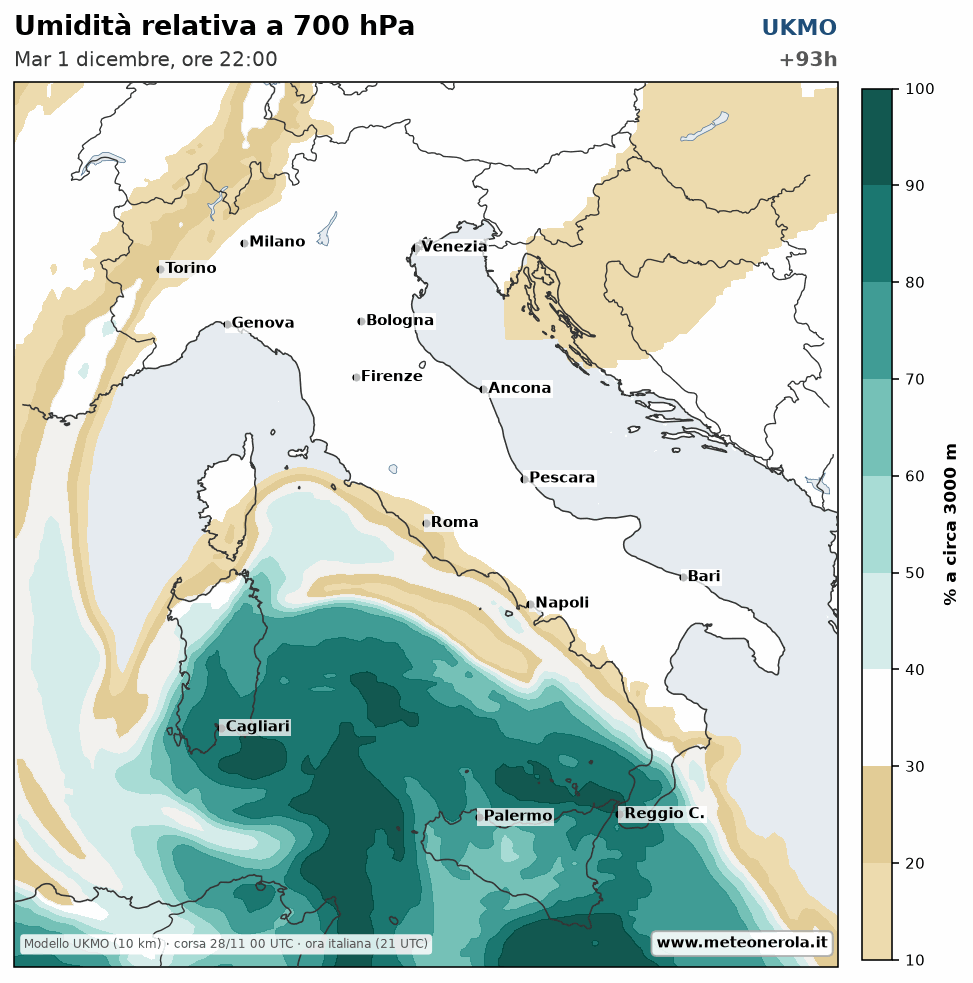 Umidità relativa a 700 hPa
UKMO
Mar 1 dicembre, ore 22:00
+93h
100
90
80
70
60
50
40
30
20
10
% a circa 3000 m
Milano
Venezia
Torino
Genova
Bologna
Firenze
Ancona
Pescara
Roma
Bari
Napoli
Cagliari
Palermo
Reggio C.
Modello UKMO (10 km) · corsa 28/11 00 UTC · ora italiana (21 UTC)
www.meteonerola.it